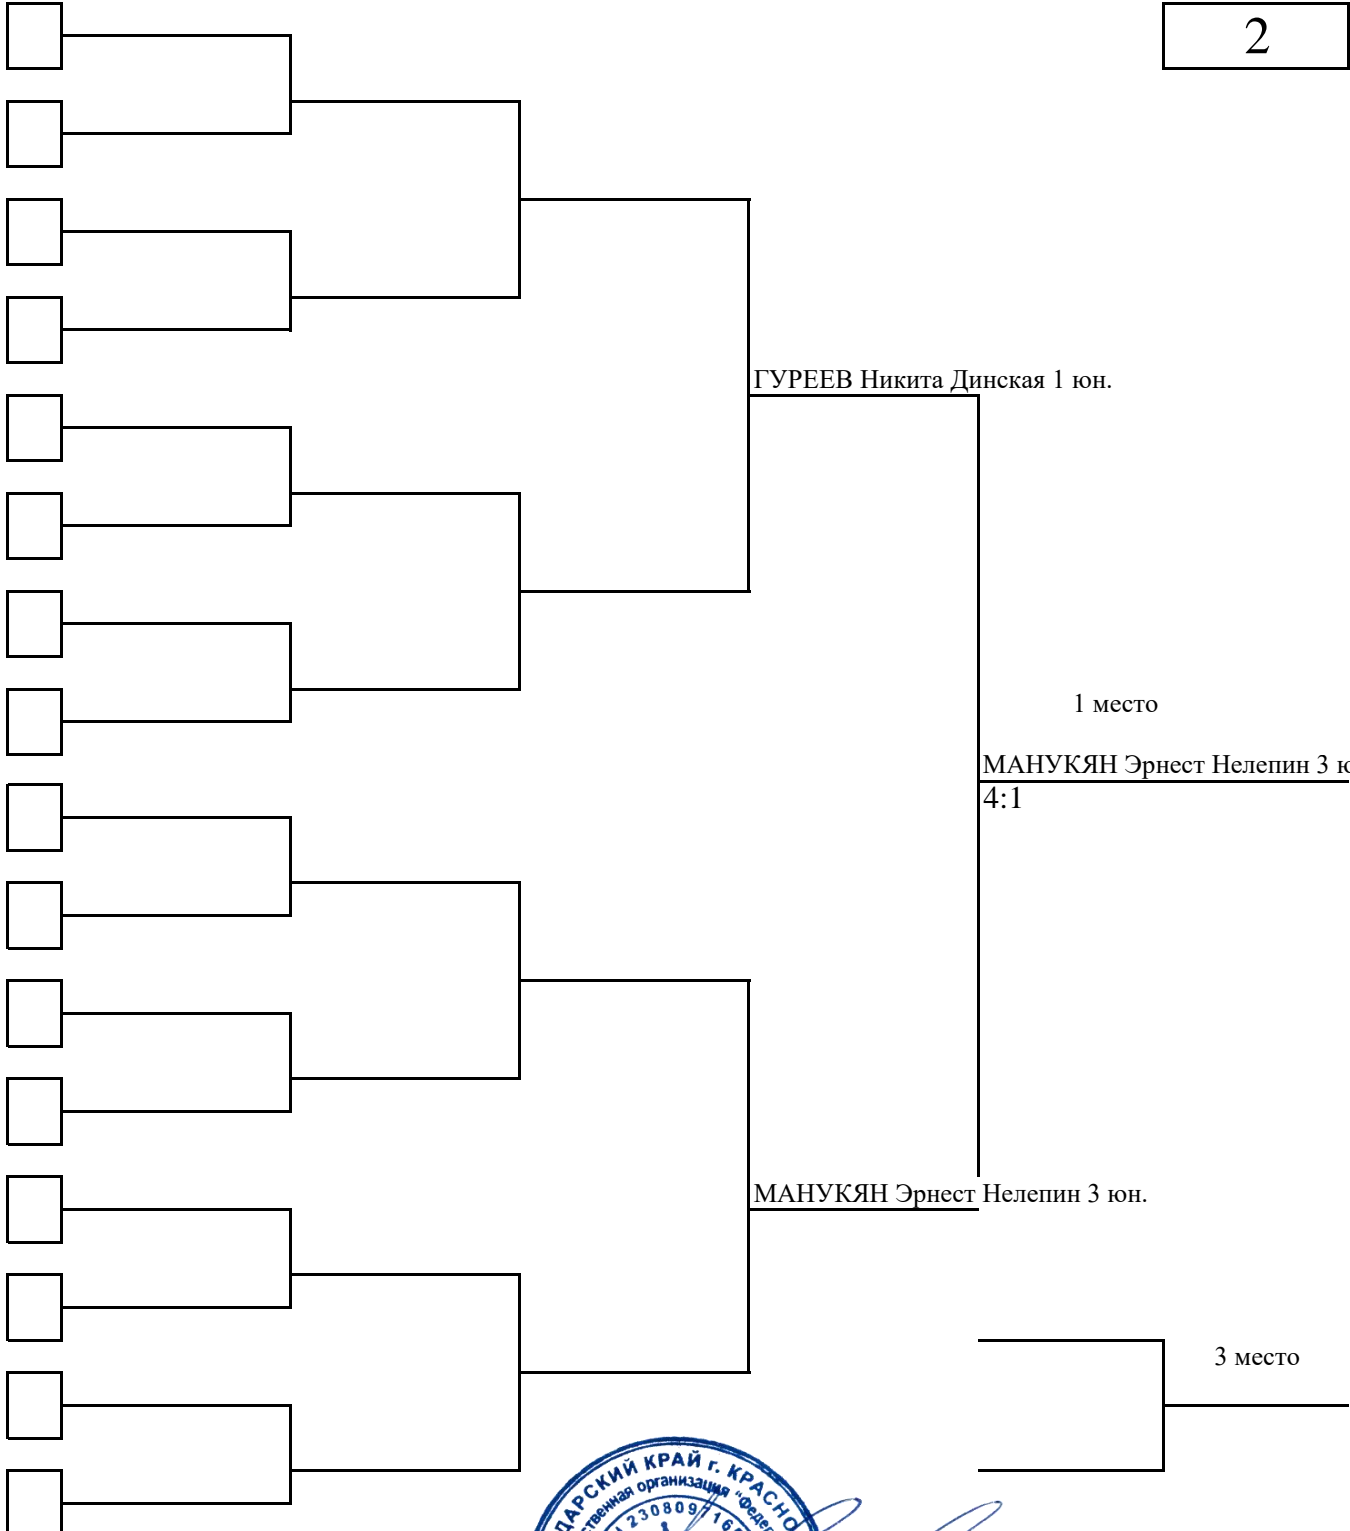 2
ГУРЕЕВ Никита Динская 1 юн.
1 место
МАНУКЯН Эрнест Нелепин 3 ю
4:1
МАНУКЯН Эрнест Нелепин 3 юн.
3 место
КРАЙ г.
организация